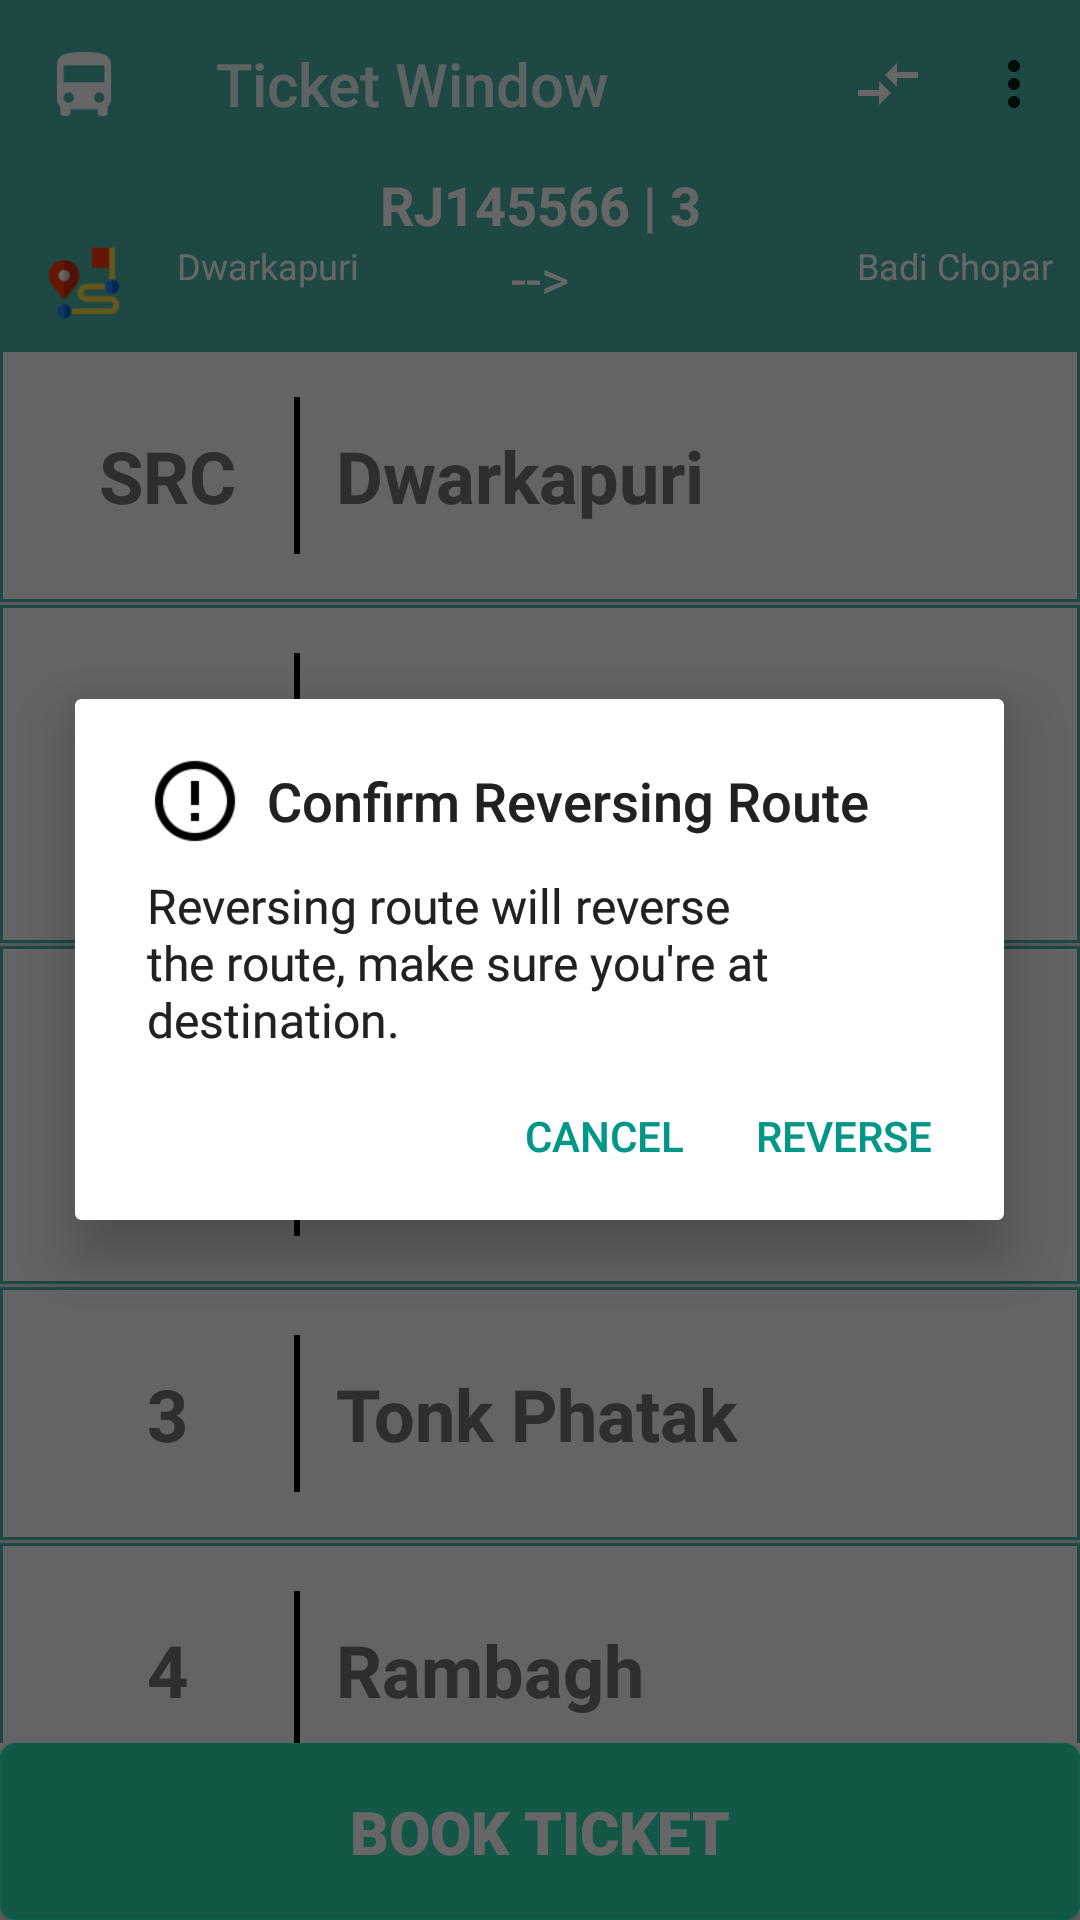 Ticket Window
RJ145566 | 3
Dwarkapuri --> Badi Chopar
SRC Dwarkapuri
Confirm Reversing Route
Reversing route will reverse
the route, make sure you're at
destination.
CANCEL REVERSE
3 Tonk Phatak
4 Rambagh
BOOK TICKET